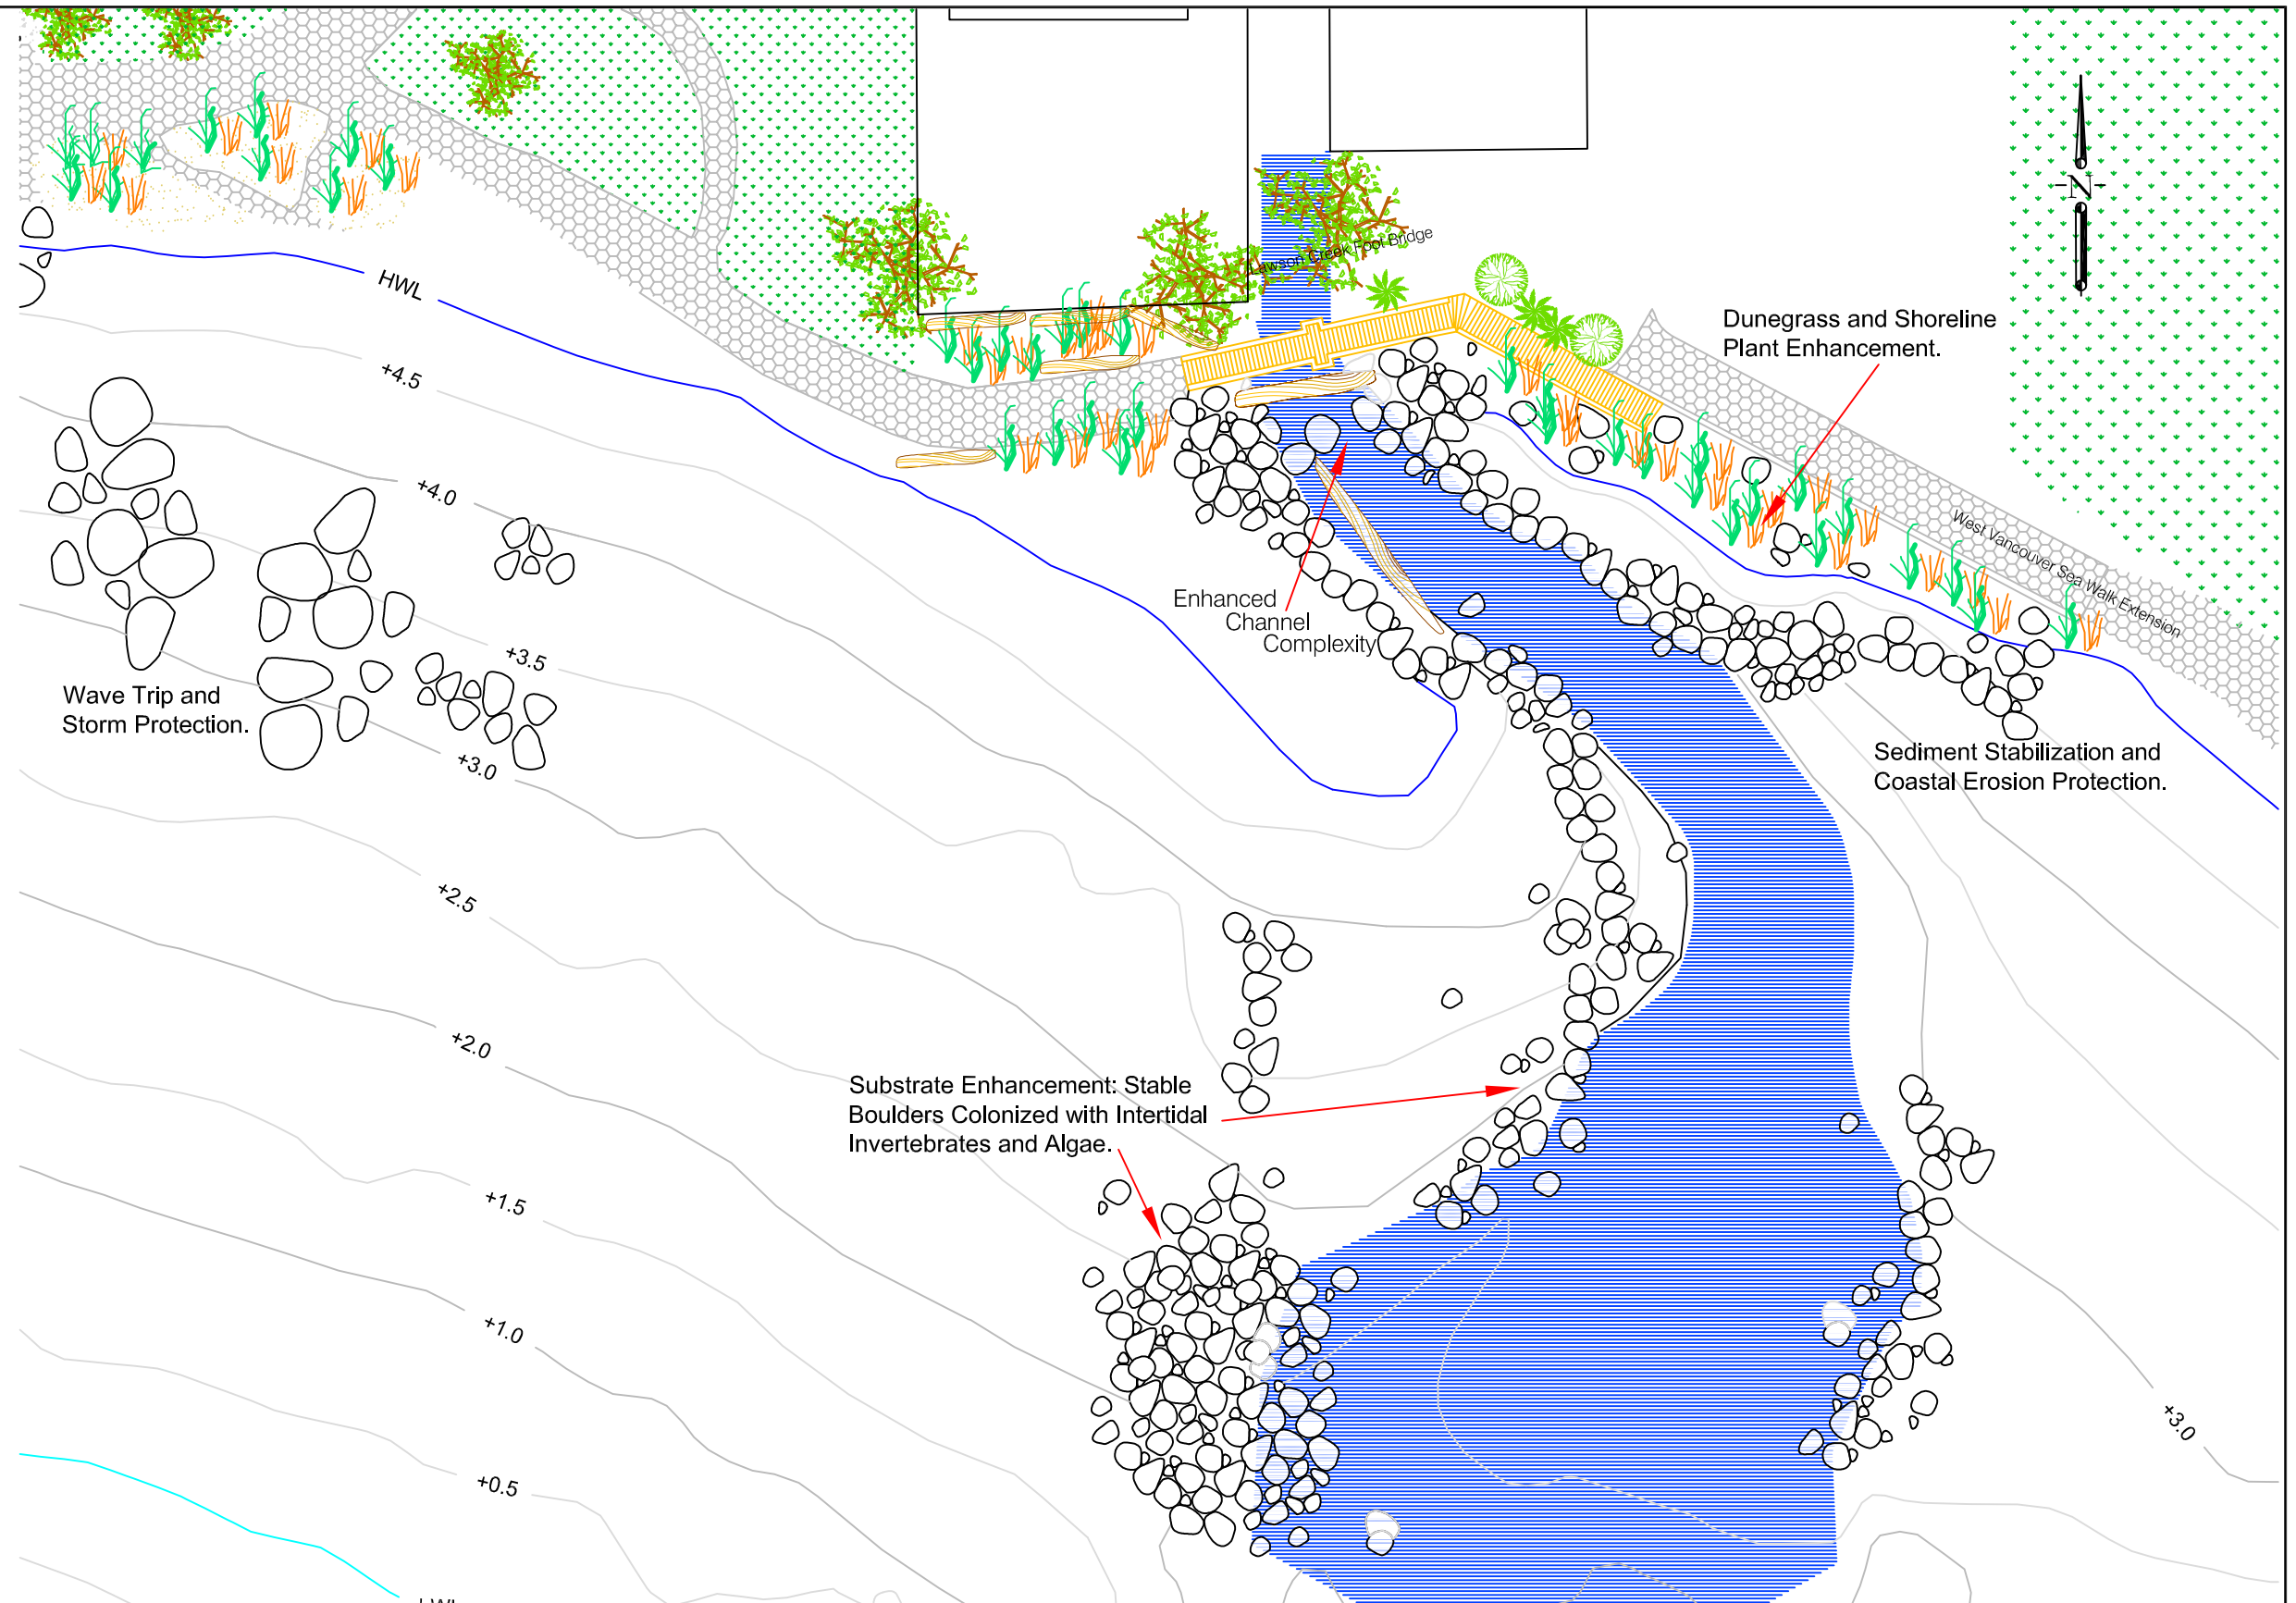 N
Lawson Creek Foot Bridge
HWL
Dunegrass and Shoreline
Plant Enhancement.
+4.5
+4.0
West Vancouver Sea Walk Extension
Enhanced
Channel
Complexity
+3.5
Wave Trip and
Storm Protection.
+3.0
Sediment Stabilization and
Coastal Erosion Protection.
+2.5
+2.0
Substrate Enhancement: Stable
Boulders Colonized with Intertidal
Invertebrates and Algae.
+1.5
+1.0
+3.0
+0.5